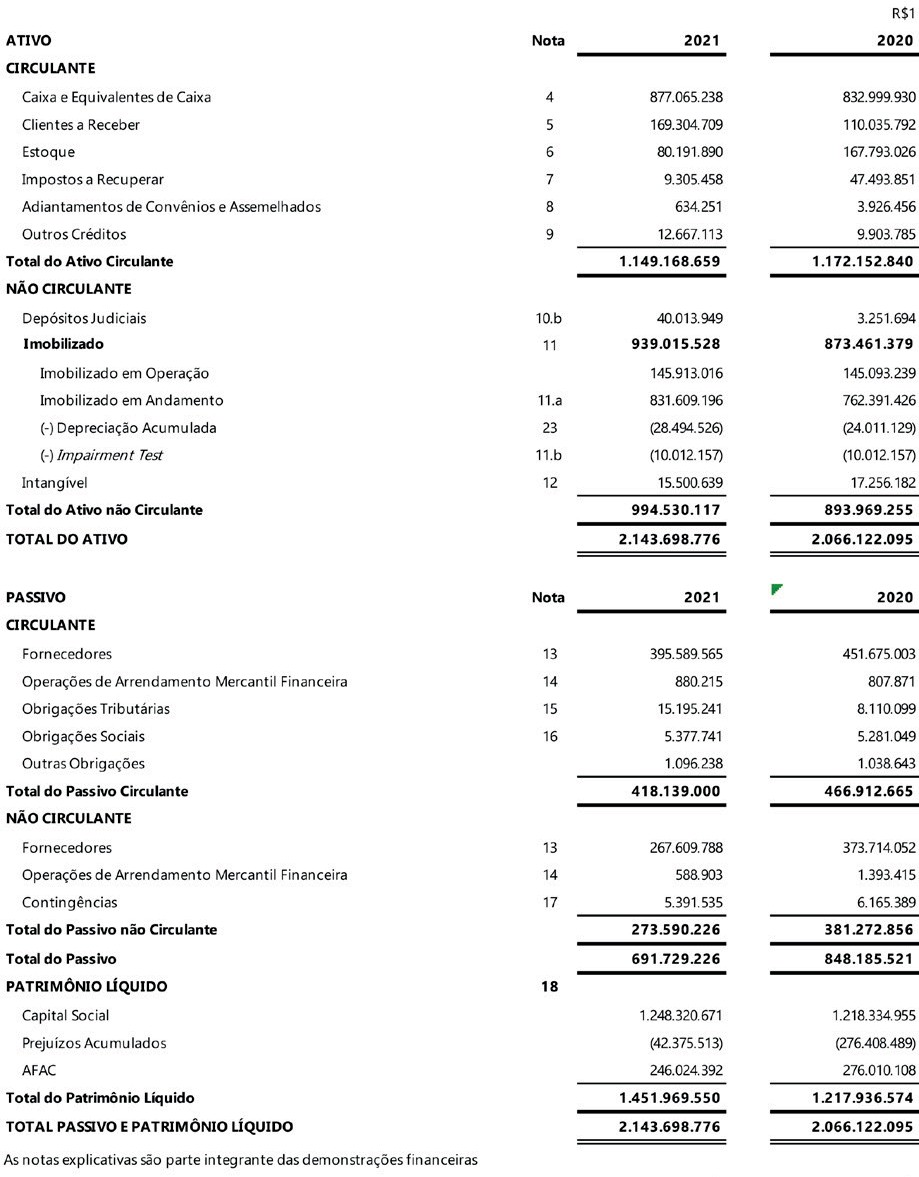 R$1
ATIVO Nota 2021 2020
CIRCULANTE
Caixa e Equivalentes de Caixa 4 877.065.238 832.999.930
Clientes a Receber 5 169.304.709 110.035.792
Estoque 6 80.191.890 167.793.026
Impostos a Recuperar 7 9.305.458 47.493.851
Adiantamentos de Convênios e Assemelhados 8 634.251 3.926.456
Outros Créditos 9 12.667.113 9.903.785
Total do Ativo Circulante 1.149.168.659 1.172.152.840
NÃO CIRCULANTE
Depósitos Judiciais 10.b 40.013.949 3.251.694
Imobilizado 11 939.015.528 873.461.379
Imobilizado em Operação 145.913.016 145.093.239
Imobilizado em Andamento 11.a 831.609.196 762.391.426
(-) Depreciação Acumulada 23 (28.494.526) (24.011.129)
(-) Impairment Test 11.b (10.012.157) (10.012.157)
Intangível 12 15.500.639 17.256.182
Total do Ativo não Circulante 994.530.117 893.969.255
TOTAL DO ATIVO 2.143.698.776 2.066.122.095
PASSIVO Nota 2021 2020
CIRCULANTE
Fornecedores 13 395.589.565 451.675.003
Operações de Arrendamento Mercantil Financeira 14 880.215 807.871
Obrigações Tributárias 15 15.195.241 8.110.099
Obrigações Sociais 16 5.377.741 5.281.049
Outras Obrigações 1.096.238 1.038.643
Total do Passivo Circulante 418.139.000 466.912.665
NÃO CIRCULANTE
Fornecedores 13 267.609.788 373.714.052
Operações de Arrendamento Mercantil Financeira 14 588.903 1.393.415
Contingências 17 5.391.535 6.165.389
Total do Passivo não Circulante 273.590.226 381.272.856
Total do Passivo 691.729.226 848.185.521
PATRIMÔNIO LÍQUIDO 18
Capital Social 1.248.320.671 1.218.334.955
Prejuízos Acumulados (42.375.513) (276.408.489)
AFAC 246.024.392 276.010.108
Total do Patrimônio Líquido 1.451.969.550 1.217.936.574
TOTAL PASSIVO E PATRIMÔNIO LÍQUIDO 2.143.698.776 2.066.122.095
As notas explicativas são parte integrante das demonstrações financeiras